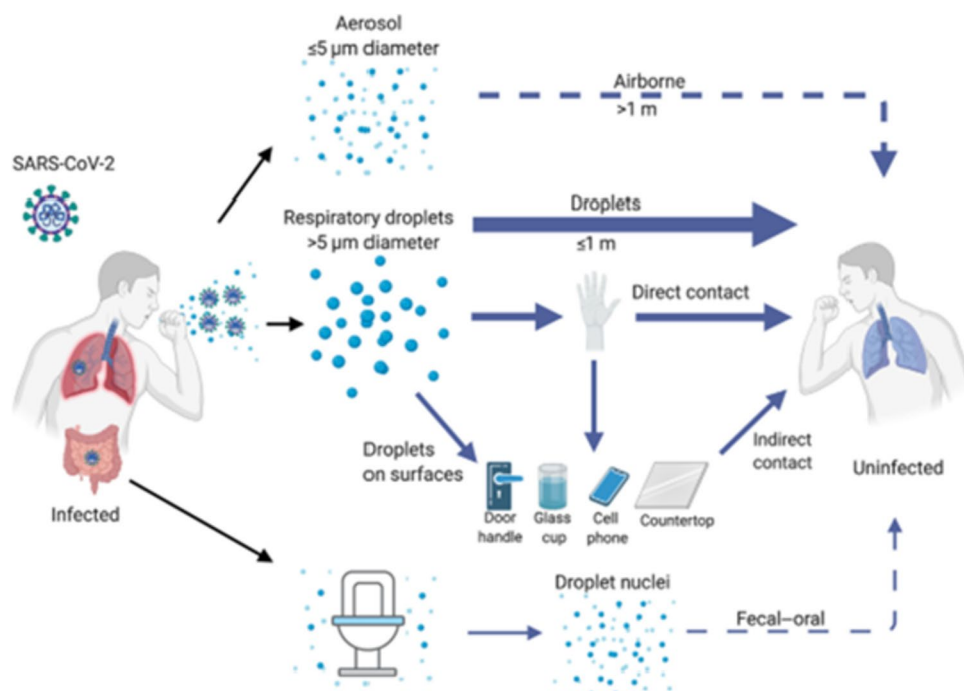 Aerosol
≤5 μm diameter
Airborne
>1 m
SARS-CoV-2
Respiratory droplets
>5 μm diameter
Droplets
≤1 m
Direct contact
Droplets
on surfaces
Indirect
contact
Uninfected
Infected
Door
handle
Glass
cup
Cell
phone
Countertop
Droplet nuclei
Fecal–oral